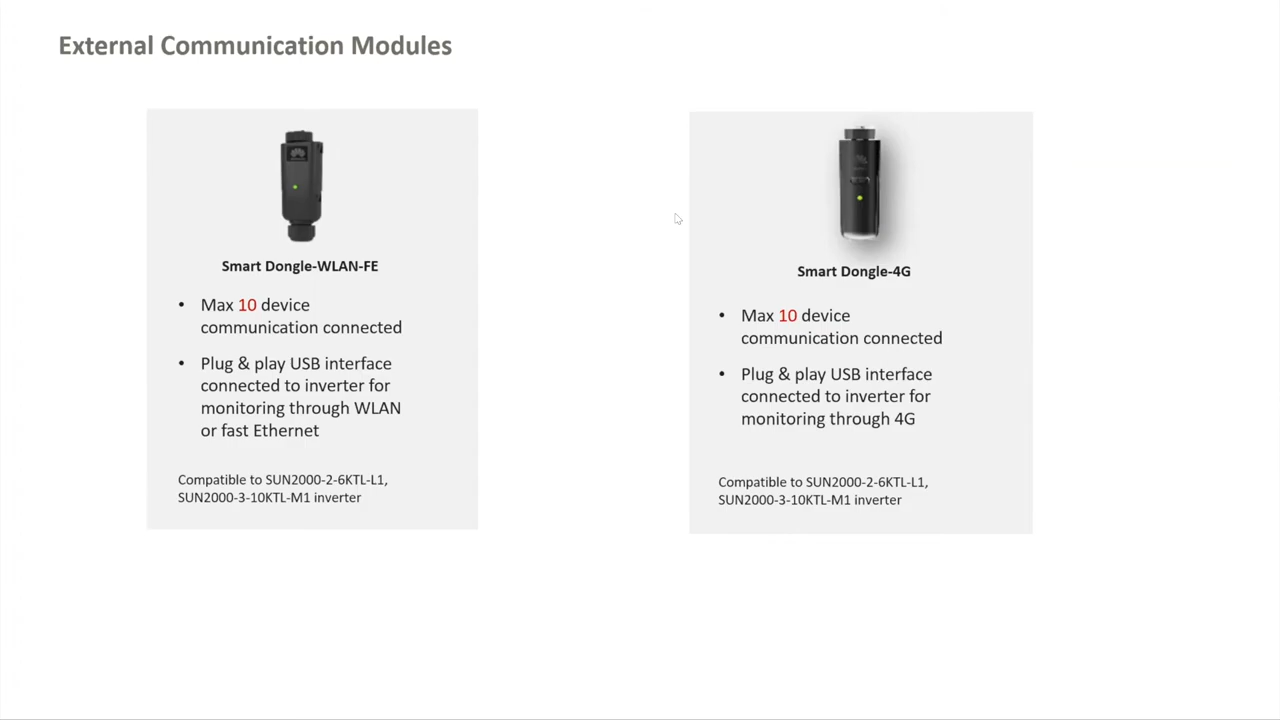 External Communication Modules
Smart Dongle-WLAN-FE
• Max 10 device
communication connected
• Plug & play USB interface
connected to inverter for
monitoring through WLAN
or fast Ethernet
Compatible to SUN2000-2-6KTL-L1,
SUN2000-3-10KTL-M1 inverter
Smart Dongle-4G
• Max 10 device
communication connected
• Plug & play USB interface
connected to inverter for
monitoring through 4G
Compatible to SUN2000-2-6KTL-L1,
SUN2000-3-10KTL-M1 inverter